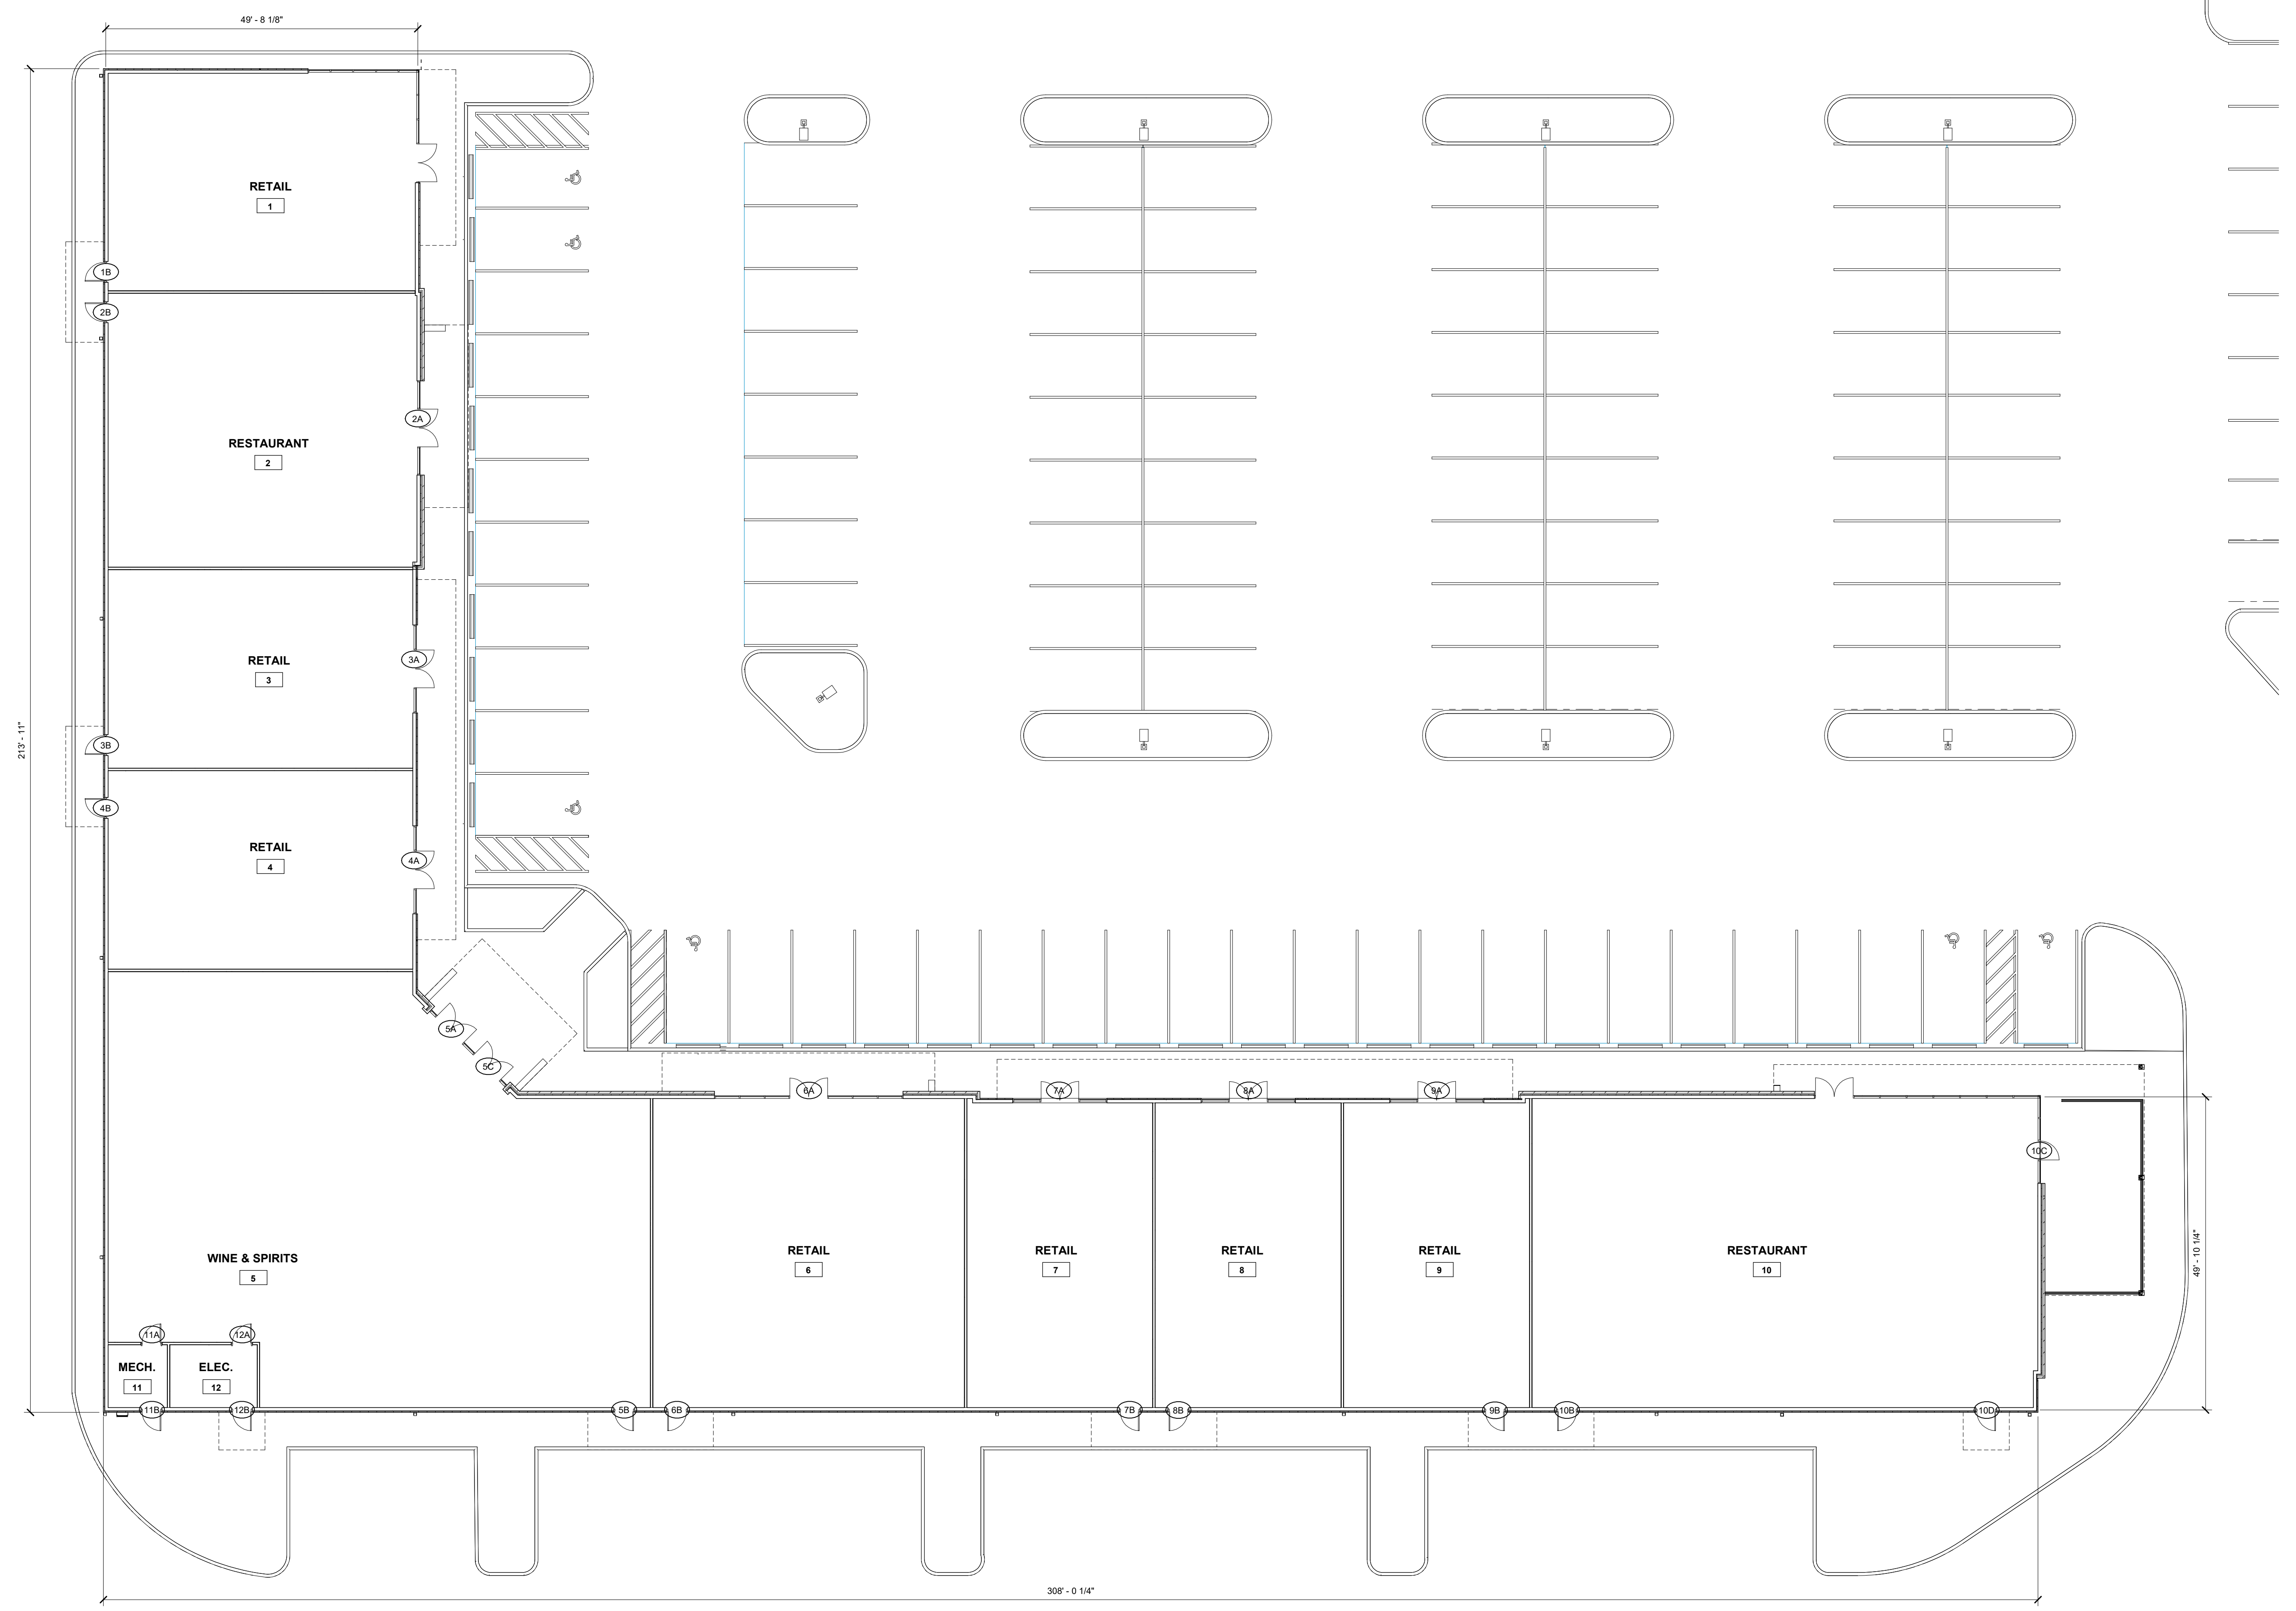 49' - 8 1/8"
RETAIL
1
1B
2B
2A
RESTAURANT
2
RETAIL
3
3A
213' - 11"
3B
4B
RETAIL
4
4A
5A
5C
6A
7A
8A
9A
10C
WINE & SPIRITS
5
RETAIL
6
RETAIL
7
RETAIL
8
RETAIL
9
RESTAURANT
10
49' - 10 1/4"
11A
12A
MECH.
11
ELEC.
12
11B
12B
5B
6B
7B
8B
9B
10B
10D
308' - 0 1/4"